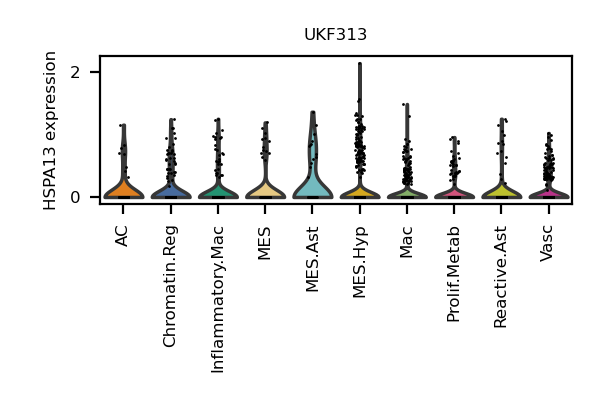 UKF313
HSPA13 expression
2
0
AC
Chromatin.Reg
Inflammatory.Mac
MES
MES.Ast
MES.Hyp
Mac
Prolif.Metab
Reactive.Ast
Vasc